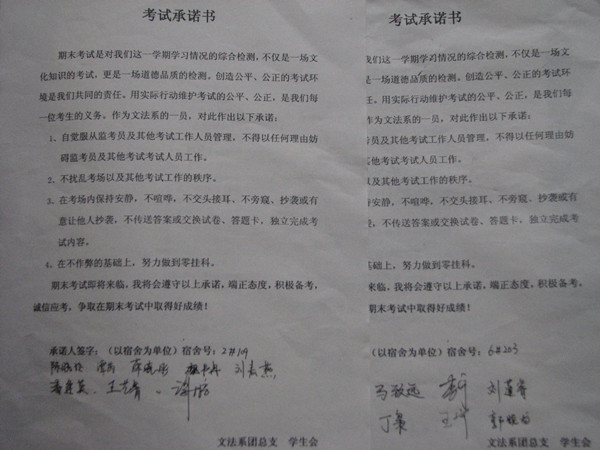 考试承诺书
期末考试是对我们这一学期学习情况的综合检测，不仅是一场文
化知识的考试，更是一场道德品质的检测。创造公平、公正的考试环
境是我们共同的责任，用实际行动维护考试的公平、公正，是我们每
一位考生的义务。作为文法系的一员，对此作出以下承诺：
1、自觉服从监考员及其他考试工作人员管理，不得以任何理由妨
碍监考员及其他考试考试人员工作。
2、不扰乱考场以及其他考试工作的秩序。
3、在考场内保持安静，不喧哗，不交头接耳、不旁窥、抄袭或有
意让他人抄袭，不传送答案或交换试卷、答题卡，独立完成考
试内容。
4、在不作弊的基础上，努力做到零挂科。
期末考试即将来临，我将会遵守以上承诺，端正态度，积极备考，
诚信应考，争取在期末考试中取得好成绩！
承诺人签字：（以宿舍为单位）宿舍号：2#109
文法系团总支 学生会
考试承诺书
我们这一学期学习情况的综合检测，不仅是一场文
是一场道德品质的检测。创造公平、公正的考试环
责任，用实际行动维护考试的公平、公正，是我们每
作为文法系的一员，对此作出以下承诺：
考员及其他考试工作人员管理，不得以任何理由妨
其他考试考试人员工作。
以及其他考试工作的秩序。
持安静，不喧哗，不交头接耳、不旁窥、抄袭或有
袭，不传送答案或交换试卷、答题卡，独立完成考
基础上，努力做到零挂科。
来临，我将会遵守以上承诺，端正态度，积极备考，
期末考试中取得好成绩！
（以宿舍为单位）宿舍号：6#203
文法系团总支 学生会